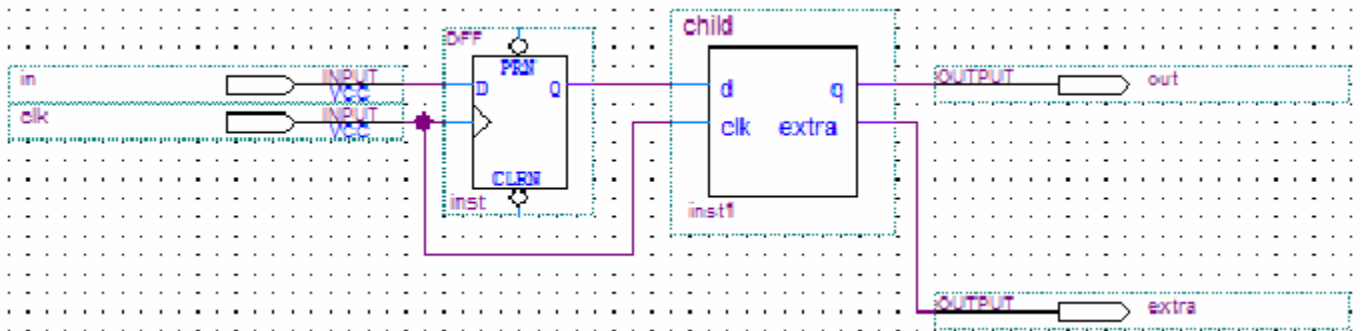 in
INPUT
VCC
clk
INPUT
VCC
DFF
PRN
D
Q
CLRN
inst
child
d
q
clk
extra
inst1
OUTPUT
out
OUTPUT
extra